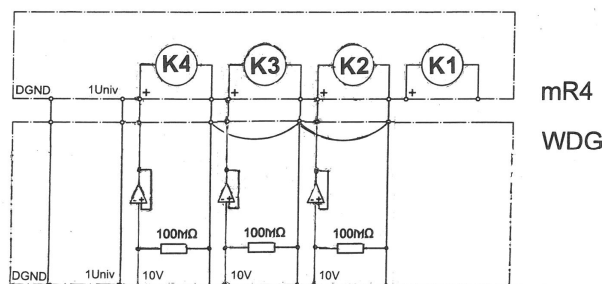 K4 K3 K2 K1
DGND 1Univ + + + +
mR4
WDG
100MΩ 100MΩ 100MΩ
DGND 1Univ 10V 10V 10V